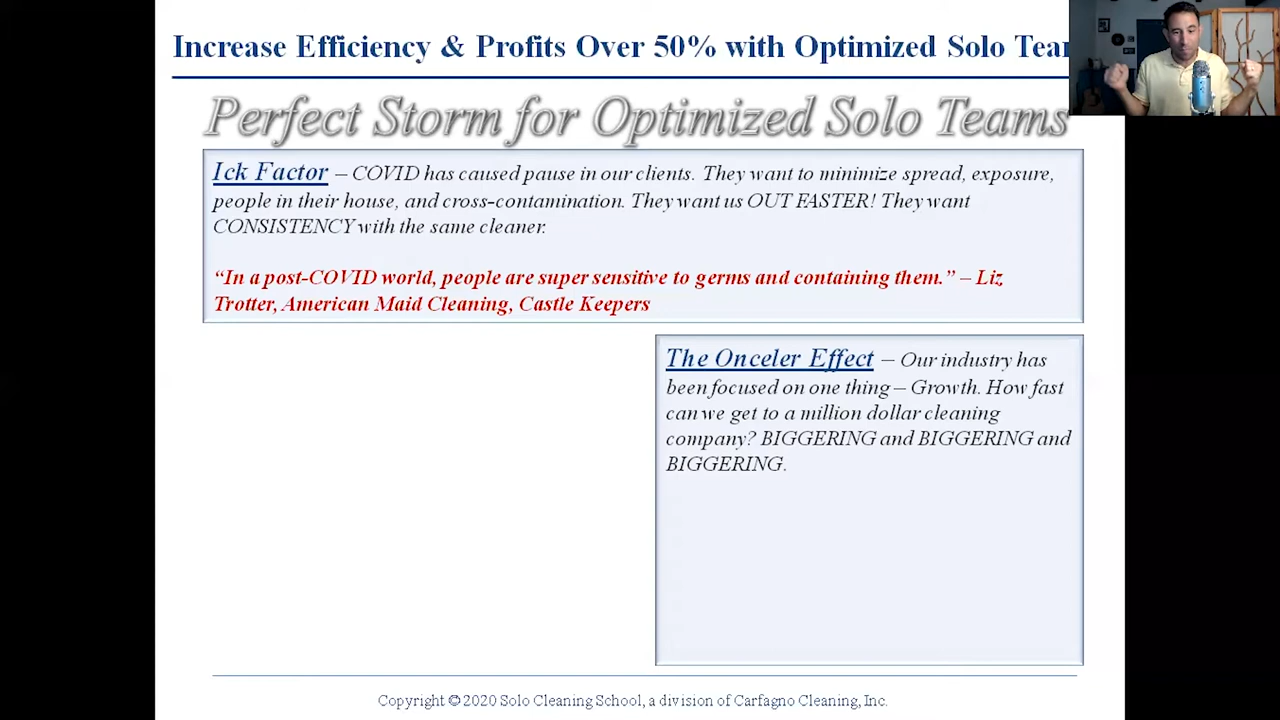 Increase Efficiency & Profits Over 50% with Optimized Solo
Perfect Storm for Optimized Solo Teams
Ick Factor – COVID has caused pause in our clients. They want to minimize spread, exposure,
people in their house, and cross-contamination. They want us OUT FASTER! They want
CONSISTENCY with the same cleaner.
“In a post-COVID world, people are super sensitive to germs and containing them.” – Liz
Trotter, American Maid Cleaning, Castle Keepers
The Onceler Effect – Our industry has
been focused on one thing – Growth. How fast
can we get to a million dollar cleaning
company? BIGGERING and BIGGERING and
BIGGERING.
Copyright © 2020 Solo Cleaning School, a division of Carfagno Cleaning, Inc.